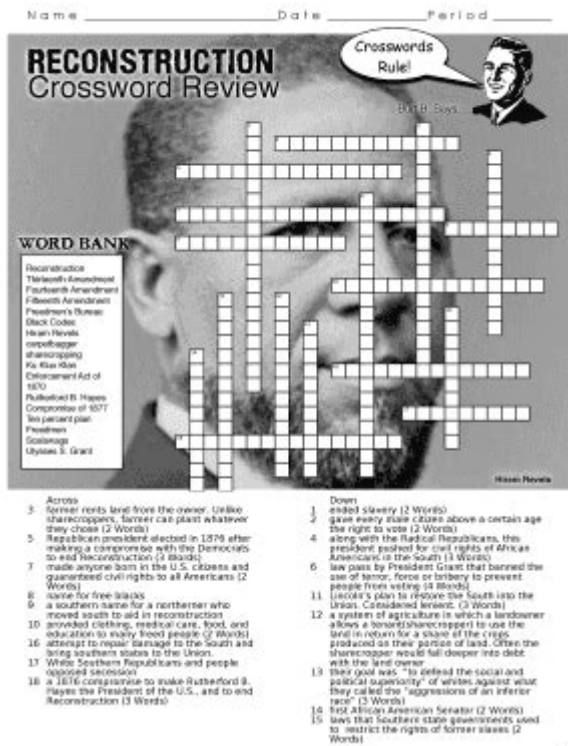 Name Date Period
RECONSTRUCTION
Crossword Review
Crosswords
Rule!
WORD BANK
Reconstruction
Thirteenth Amendment
Fourteenth Amendment
Fifteenth Amendment
Freedmen's Bureau
Black Codes
Hiram Revels
carpetbagger
sharecropping
Ku Klux Klan
Enforcement Act of
1870
Rutherford B. Hayes
Compromise of 1877
Ten percent plan
Freedmen
Scalawags
Ulysses S. Grant
Hiram Revels
Across
3 farmer rents land from the owner. Unlike
sharecroppers, farmer can plant whatever
they chose (2 Words)
5 Republican president elected in 1876 after
making a compromise with the Democrats
to end Reconstruction (3 Words)
7 made anyone born in the U.S. citizens and
guaranteed civil rights to all Americans (2
Words)
8 name for free blacks
9 a southern name for a northerner who
moved south to aid in reconstruction
10 provided clothing, medical care, food, and
education to many freed people (2 Words)
16 attempt to repair damage to the South and
bring southern states to the Union.
17 White Southern Republicans and people
opposed secession
18 a 1876 compromise to make Rutherford B.
Hayes the President of the U.S., and to end
Reconstruction (3 Words)
Down
1 ended slavery (2 Words)
2 gave every male citizen above a certain age
the right to vote (2 Words)
4 along with the Radical Republicans, this
president pushed for civil rights of African
Americans in the South (3 Words)
6 law pass by President Grant that banned the
use of terror, force or bribery to prevent
people from voting (4 Words)
11 Lincoln's plan to restore the South into the
Union. Considered lenient. (3 Words)
12 a system of agriculture in which a landowner
allows a tenant(sharecropper) to use the
land in return for a share of the crops
produced on their portion of land. Often the
sharecropper would fall deeper into debt
with the land owner
13 their goal was "to defend the social and
political superiority" of whites against what
they called the "aggressions of an inferior
race" (3 Words)
14 first African American Senator (2 Words)
15 laws that Southern state governments used
to restrict the rights of former slaves (2
Words)